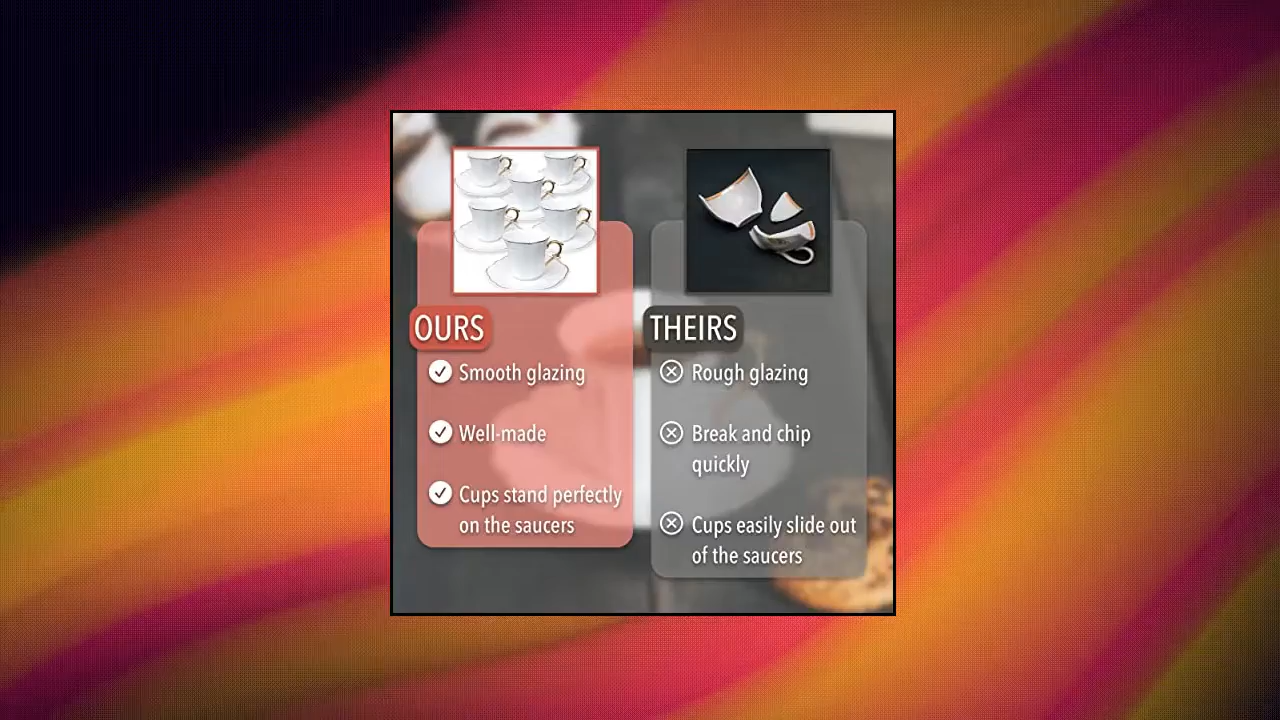 OURS
Smooth glazing
Well-made
Cups stand perfectly
on the saucers
THEIRS
Rough glazing
Break and chip
quickly
Cups easily slide out
of the saucers